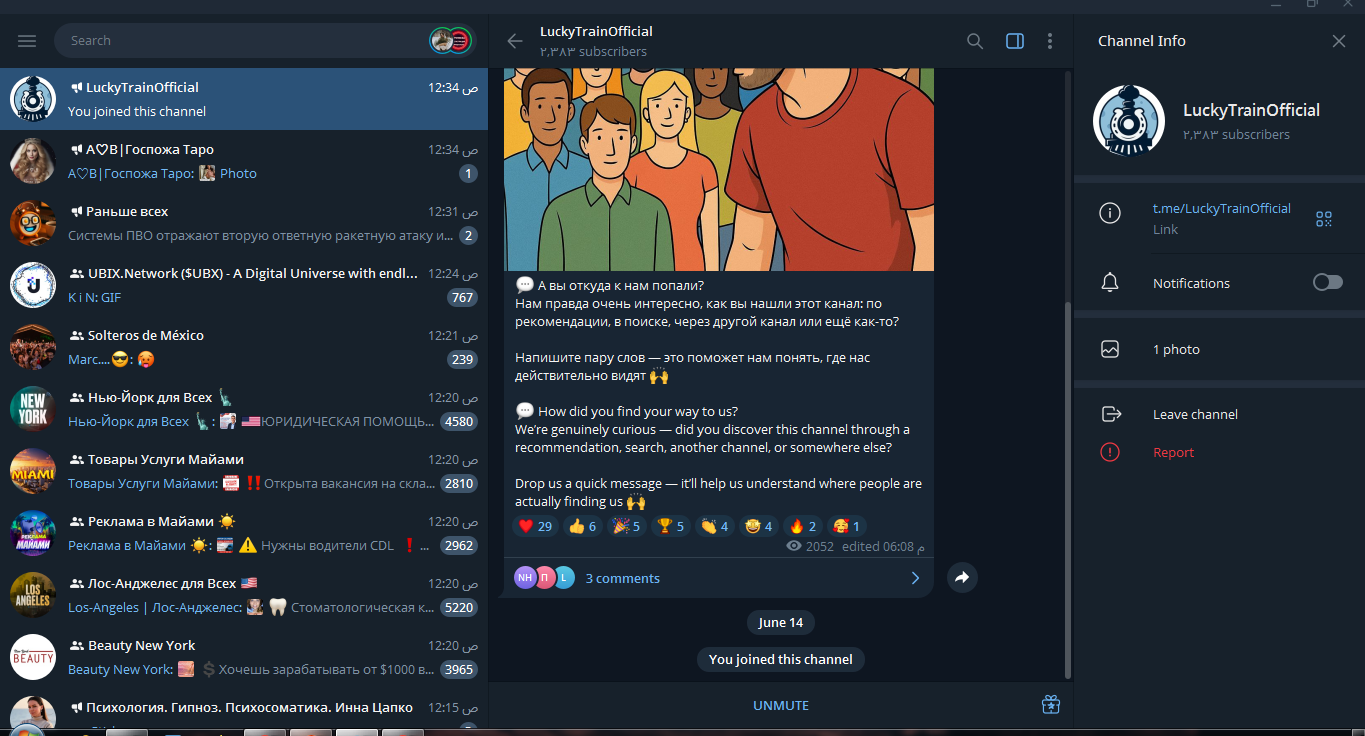 Search
LuckyTrainOfficial
12:34 ص
You joined this channel
А♡В|Госпожа Таро
12:34 ص
А♡В|Госпожа Таро: Photo
1
Раньше всех
12:31 ص
Системы ПВО отражают вторую ответную ракетную атаку и...
2
UBIX.Network ($UBX) - A Digital Universe with endl...
12:24 ص
K i N: GIF
767
Solteros de México
12:21 ص
Marc....😎: 🥵
239
Нью-Йорк для Всех 🗽
12:20 ص
Нью-Йорк для Всех 🗽: 🇺🇸ЮРИДИЧЕСКАЯ ПОМОЩЬ...
4580
Товары Услуги Майами
12:20 ص
Товары Услуги Майами: ‼️Открыта вакансия на скла...
2810
Реклама в Майами ☀️
12:20 ص
Реклама в Майами ☀️: ⚠️ Нужны водители CDL ❗...
2962
Лос-Анджелес для Всех 🇺🇸
12:20 ص
Los-Angeles | Лос-Анджелес: 🦷 Стоматологическая к...
5220
Beauty New York
12:20 ص
Beauty New York: 💲Хочешь зарабатывать от $1000 в...
3965
Психология. Гипноз. Психосоматика. Инна Цапко
12:15 ص
NEW
YORK
MIAMI
РЕКЛАМА
МАЙАМИ
LOS
ANGELES
BEAUTY
LuckyTrainOfficial
٢,٣٨٣ subscribers
💬 А вы откуда к нам попали?
Нам правда очень интересно, как вы нашли этот канал: по
рекомендации, в поиске, через другой канал или ещё как-то?
Напишите пару слов — это поможет нам понять, где нас
действительно видят 🙌
💬 How did you find your way to us?
We’re genuinely curious — did you discover this channel through a
recommendation, search, another channel, or somewhere else?
Drop us a quick message — it’ll help us understand where people are
actually finding us 🙌
❤️ 29 👍 6 🎉 5 🏆 5 👏 4 🤩 4 🔥 2 🥰 1
2052 edited 06:08 م
NH П L 3 comments
June 14
You joined this channel
UNMUTE
Channel Info
LuckyTrainOfficial
٢,٣٨٣ subscribers
t.me/LuckyTrainOfficial
Link
Notifications
1 photo
Leave channel
Report